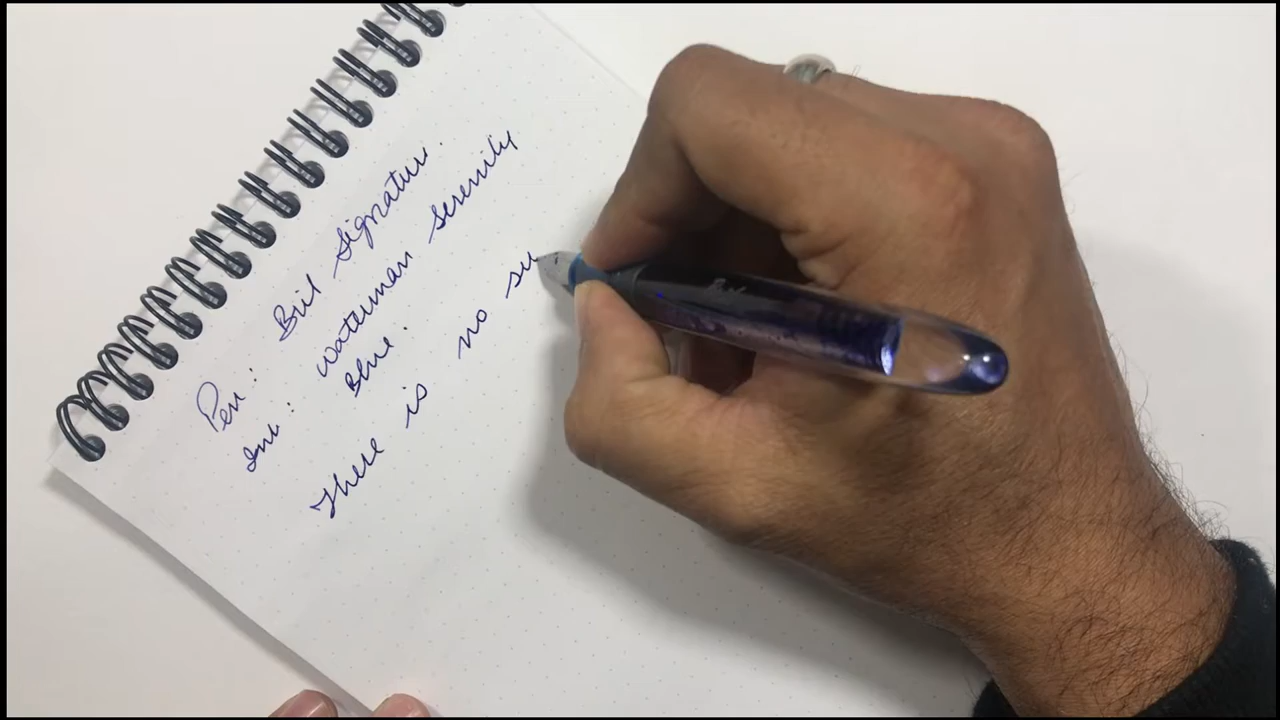 Pen: Bril Signature.
Ink: Waterman Serenity
Blue.
There is no su